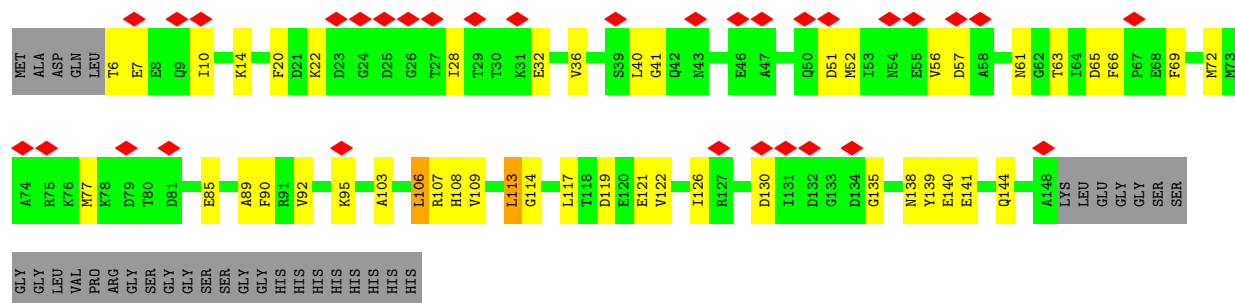 MET ALA ASP GLN LEU T6 E7 E8 Q9 I10 K14 F20 D21 K22 D23 G24 D25 G26 T27 I28 T29 T30 K31 E32 V36 S39 L40 G41 Q42 N43 E46 A47 Q50 D51 M52 I53 N54 E55 V56 D57 A58 N61 G62 T63 I64 D65 F66 P67 E68 F69 M72 M73
A74 R75 K76 M77 K78 D79 T80 D81 E85 A89 F90 R91 V92 K95 A103 L106 R107 H108 V109 L113 G114 L117 T118 D119 E120 E121 V122 I126 R127 D130 I131 D132 G133 D134 G135 N138 Y139 E140 E141 Q144 A148 LYS LEU GLU GLY GLY SER SER
GLY GLY LEU VAL PRO ARG GLY SER GLY GLY SER SER GLY GLY HIS HIS HIS HIS HIS HIS HIS HIS